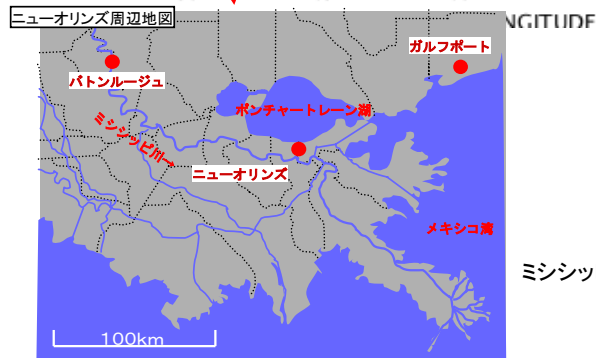 ニューオリンズ周辺地図
NGITUDE
ガルフポート
バトンルージュ
ポンチャートレーン湖
ミシシッピ川→
ニューオリンズ
メキシコ湾
ミシシッ
100km